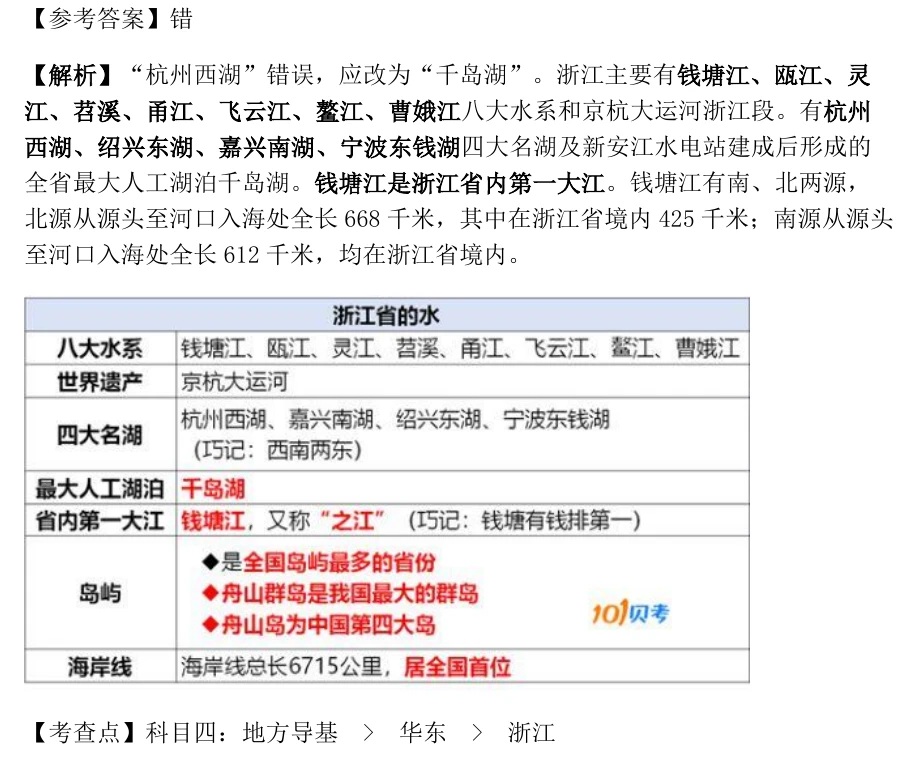 【参考答案】错
【解析】“杭州西湖”错误，应改为“千岛湖”。浙江主要有钱塘江、瓯江、灵
江、苕溪、甬江、飞云江、鳌江、曹娥江八大水系和京杭大运河浙江段。有杭州
西湖、绍兴东湖、嘉兴南湖、宁波东钱湖四大名湖及新安江水电站建成后形成的
全省最大人工湖泊千岛湖。钱塘江是浙江省内第一大江。钱塘江有南、北两源，
北源从源头至河口入海处全长 668 千米，其中在浙江省境内 425 千米；南源从源头
至河口入海处全长 612 千米，均在浙江省境内。
浙江省的水
八大水系 钱塘江、瓯江、灵江、苕溪、甬江、飞云江、鳌江、曹娥江
世界遗产 京杭大运河
四大名湖 杭州西湖、嘉兴南湖、绍兴东湖、宁波东钱湖
（巧记：西南两东）
最大人工湖泊 千岛湖
省内第一大江 钱塘江，又称“之江”（巧记：钱塘有钱排第一）
岛屿 ◆是全国岛屿最多的省份
◆舟山群岛是我国最大的群岛
◆舟山岛为中国第四大岛
101贝考
海岸线 海岸线总长6715公里，居全国首位
【考查点】科目四：地方导基 > 华东 > 浙江